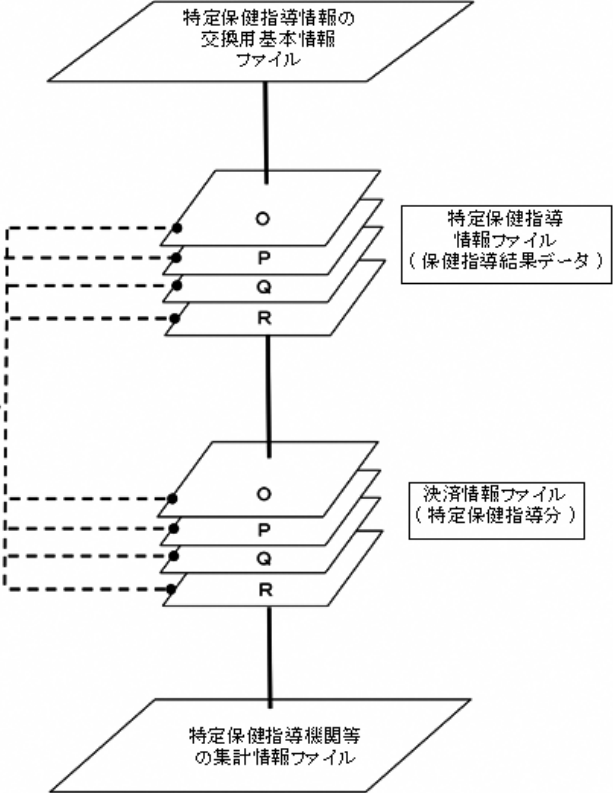 特定保健指導情報の
交換用基本情報
ファイル
O
P
Q
R
特定保健指導
情報ファイル
（保健指導結果データ）
O
P
Q
R
決済情報ファイル
（特定保健指導分）
特定保健指導機関等
の集計情報ファイル